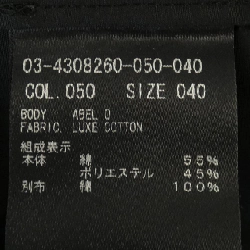 03-4308260-050-040
COL.050 SIZE 040
BODY ABEL D
FABRIC LUXE COTTON
組成表示
本体 綿 55%
ポリエステル 45%
別布 綿 100%